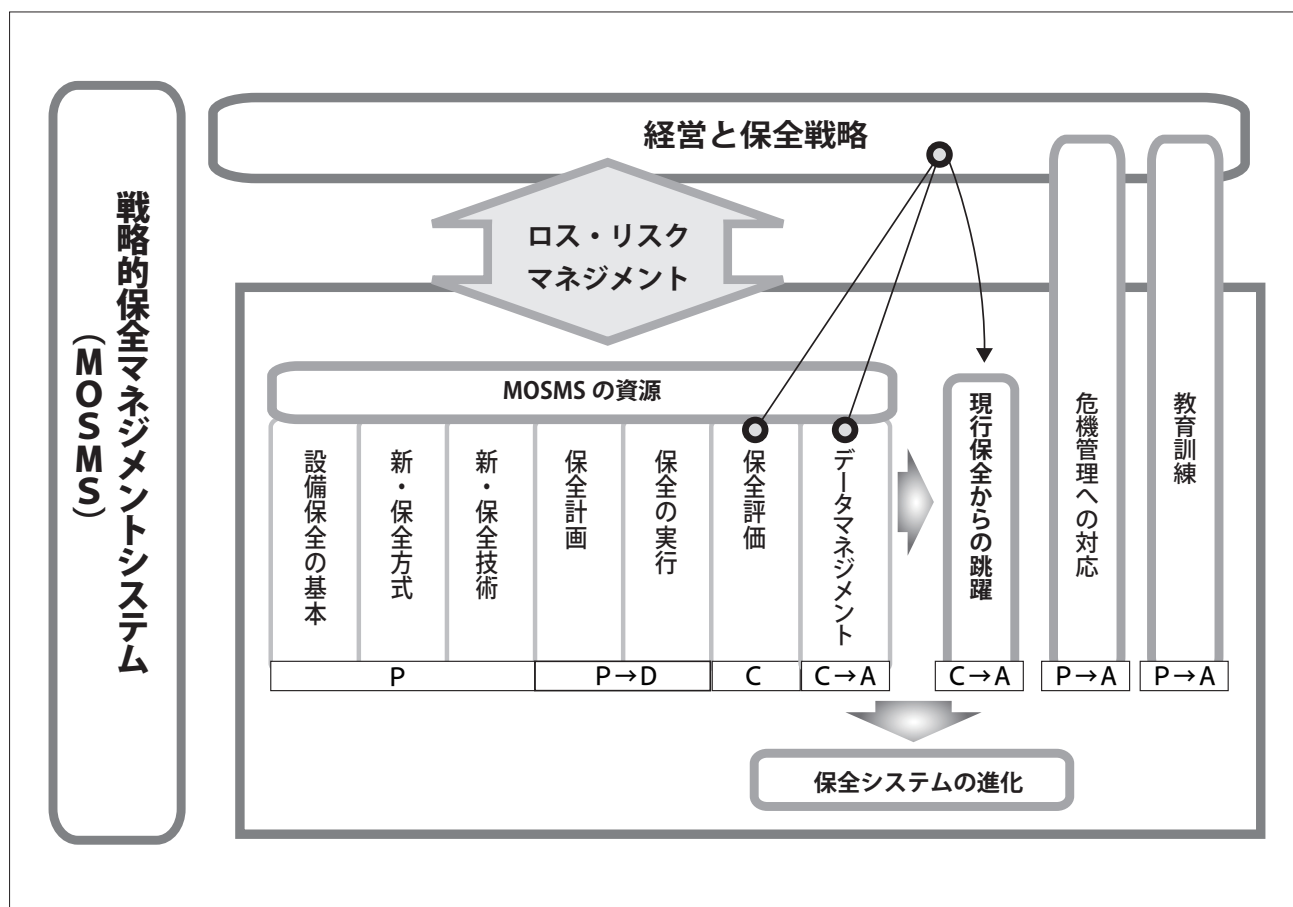 戦略的保全マネジメントシステム
（MOSMS）
経営と保全戦略
ロス・リスク
マネジメント
MOSMS の資源
設備保全の基本
新・保全方式
新・保全技術
保全計画
保全の実行
保全評価
データマネジメント
現行保全からの跳躍
危機管理への対応
教育訓練
P
P→D
C
C→A
C→A
P→A
P→A
保全システムの進化